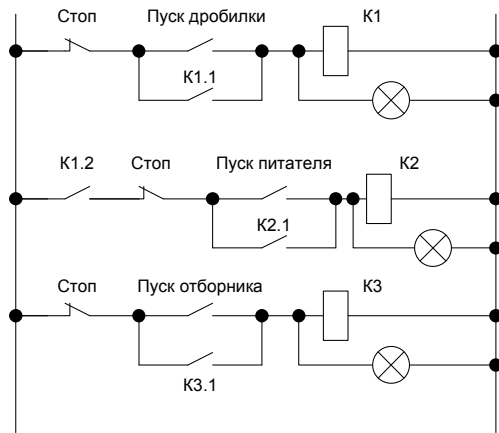 Стоп Пуск дробилки К1
К1.1
К1.2 Стоп Пуск питателя К2
К2.1
Стоп Пуск отборника К3
К3.1